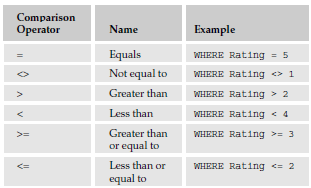 Comparison
Operator Name Example
= Equals WHERE Rating = 5
<> Not equal to WHERE Rating <> 1
> Greater than WHERE Rating > 2
< Less than WHERE Rating < 4
>= Greater than WHERE Rating >= 3
or equal to
<= Less than or WHERE Rating <= 2
equal to